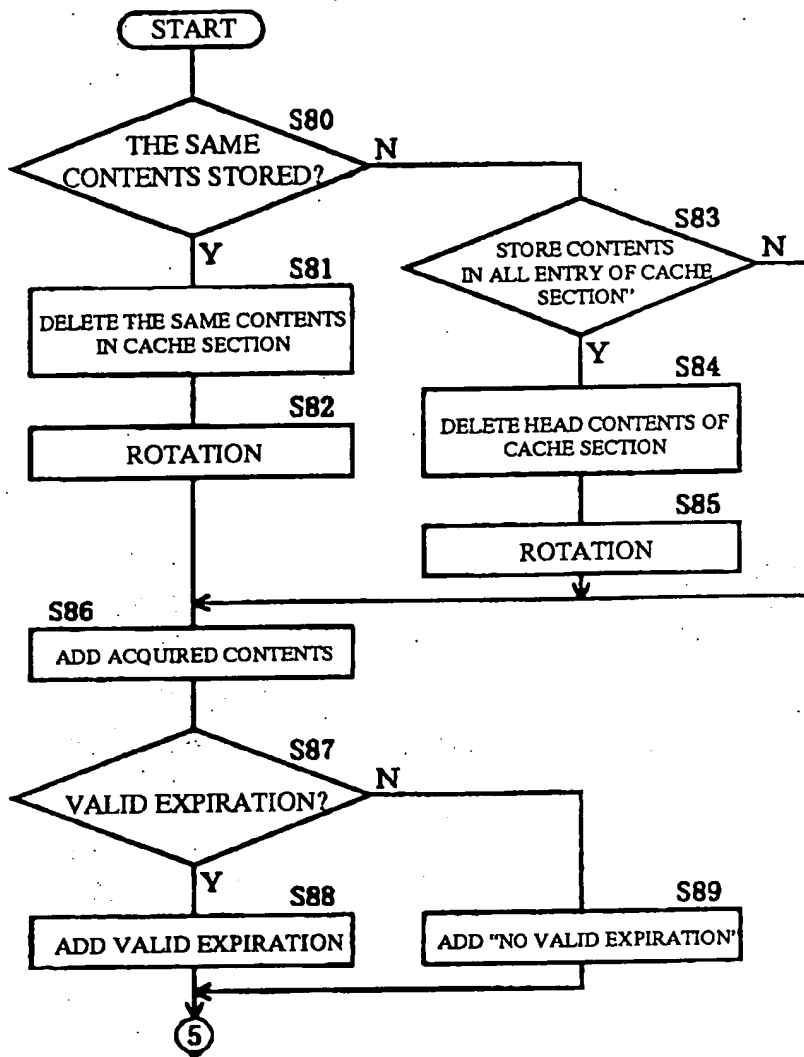 START
S80
THE SAME
CONTENTS STORED?
N
Y
S83
STORE CONTENTS
IN ALL ENTRY OF CACHE
SECTION"
N
Y
S81
DELETE THE SAME CONTENTS
IN CACHE SECTION
S82
ROTATION
S84
DELETE HEAD CONTENTS OF
CACHE SECTION
S85
ROTATION
S86
ADD ACQUIRED CONTENTS
S87
VALID EXPIRATION?
N
Y
S88
ADD VALID EXPIRATION
S89
ADD "NO VALID EXPIRATION"
5